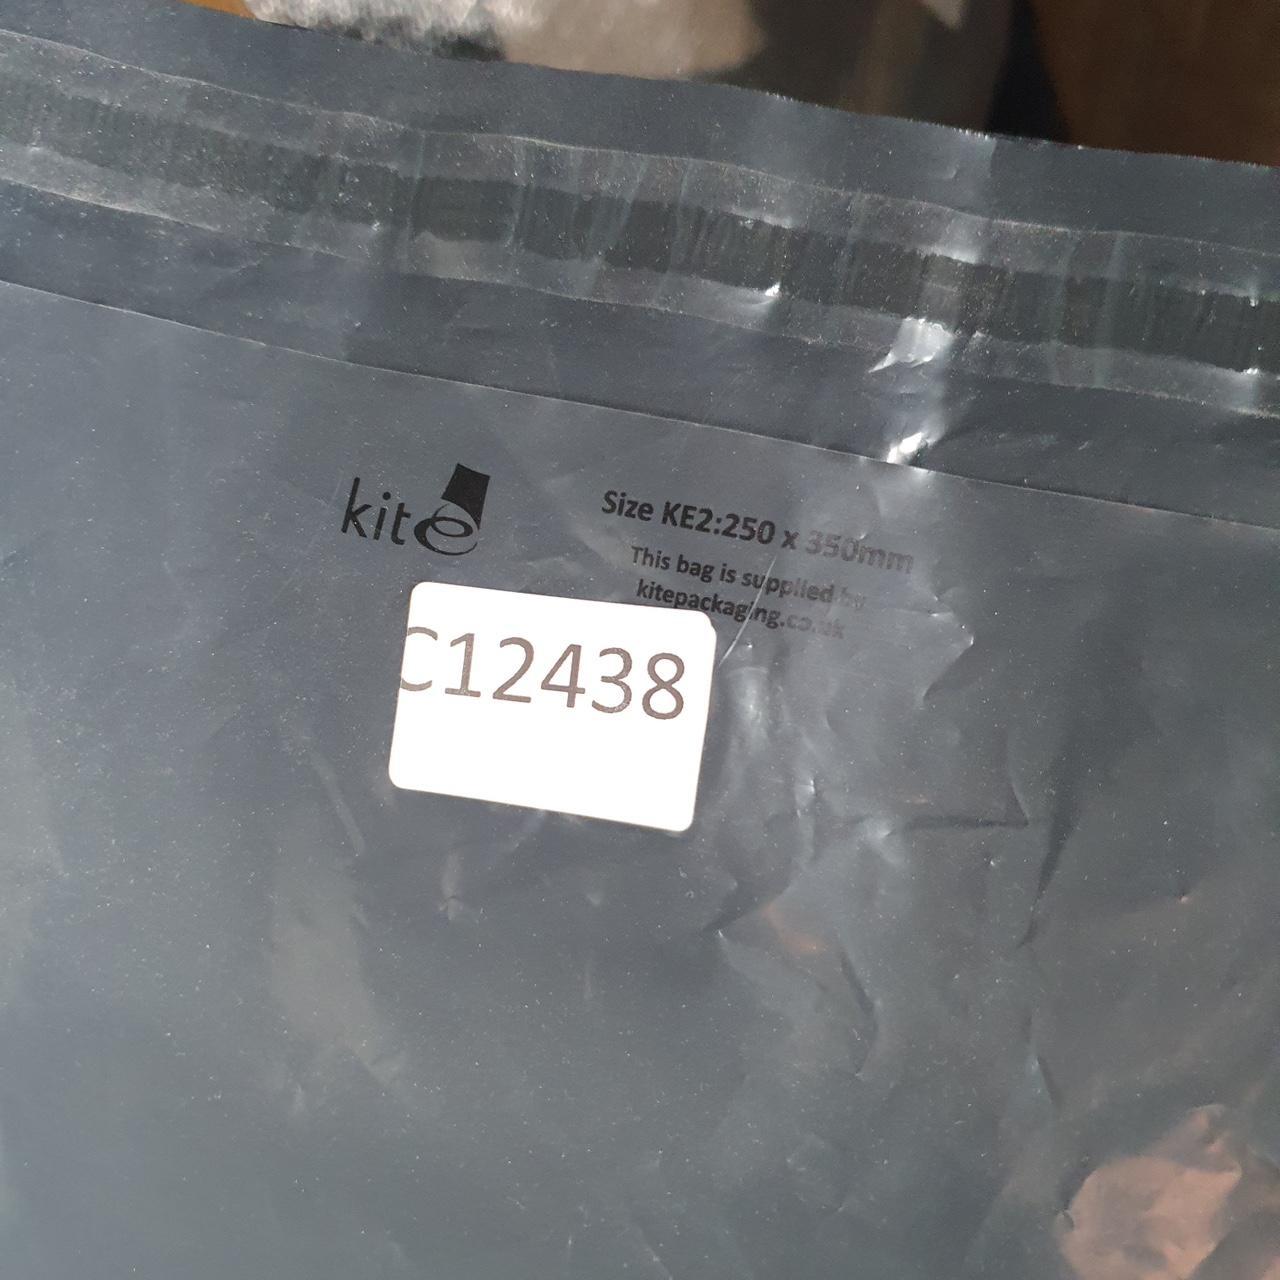 kite
Size KE2:250 x 350mm
This bag is supplied by
kitepackaging.co.uk
C12438